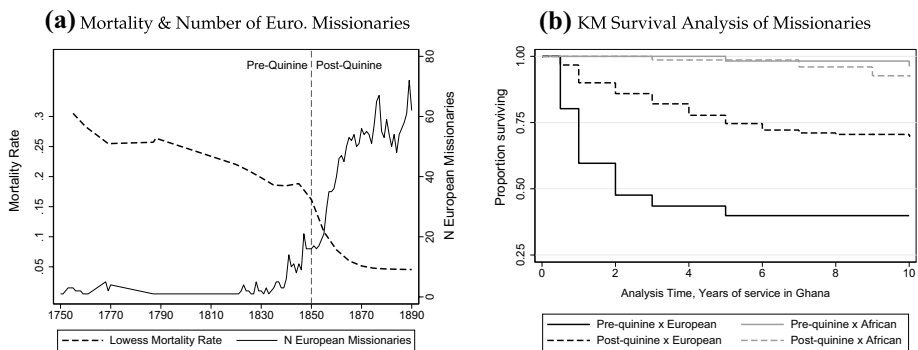 (a) Mortality & Number of Euro. Missionaries
Pre-Quinine Post-Quinine
Mortality Rate
.05 .1 .15 .2 .25 .3
N European Missionaries
0 20 40 60 80
1750 1770 1790 1810 1830 1850 1870 1890
Lowess Mortality Rate N European Missionaries
(b) KM Survival Analysis of Missionaries
Proportion surviving
0.25 0.50 0.75 1.00
0 2 4 6 8 10
Analysis Time, Years of service in Ghana
Pre-quinine x European Pre-quinine x African
Post-quinine x European Post-quinine x African